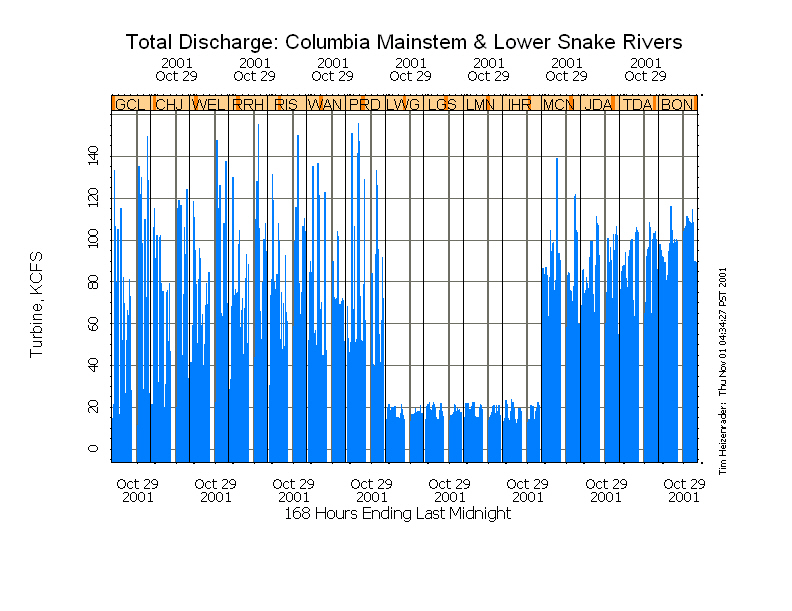 Total Discharge: Columbia Mainstem & Lower Snake Rivers
2001 2001 2001 2001 2001 2001 2001
Oct 29 Oct 29 Oct 29 Oct 29 Oct 29 Oct 29 Oct 29
GCL CHJ WEL RRH RIS WAN PRD LWG LGS LMN IHR MCN JDA TDA BON
140
120
100
80
60
40
20
0
Turbine, KCFS
Oct 29 Oct 29 Oct 29 Oct 29 Oct 29 Oct 29 Oct 29 Oct 29
2001 2001 2001 2001 2001 2001 2001 2001
168 Hours Ending Last Midnight
Tim Heizenrader: Thu Nov 01 04:34:27 PST 2001